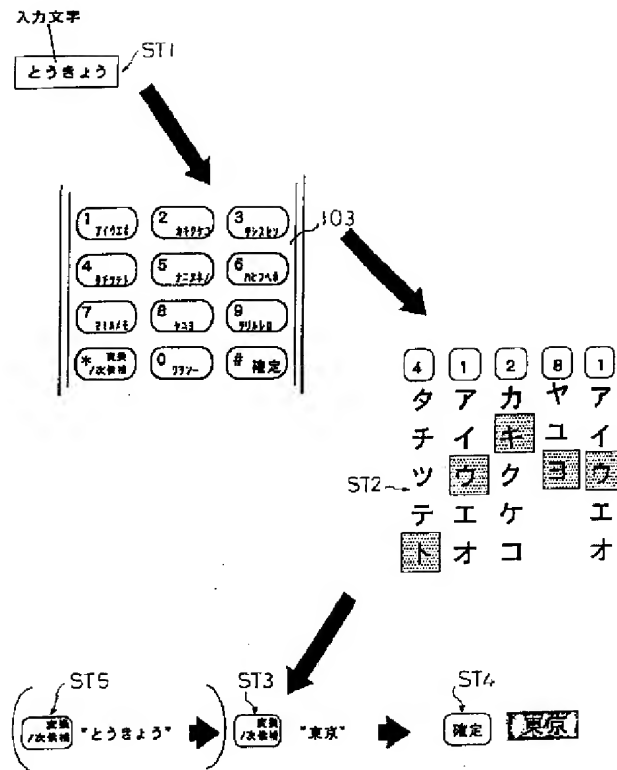 入力文字
とうきょう
ST1
103
1 アイウエオ
2 カキクケコ
3 サシスセソ
4 タチツテト
5 ナニヌネノ
6 ハヒフヘホ
7 マミムメモ
8 ヤユヨ
9 ラリルレロ
* 変換/次候補
0 ワヲンー
# 確定
ST2
4 タチツテト
1 アイウエオ
2 カキクケコ
8 ヤユヨ
1 アイウエオ
ST5
変換/次候補
"とうきょう"
ST3
変換/次候補
"東京"
ST4
確定
東京